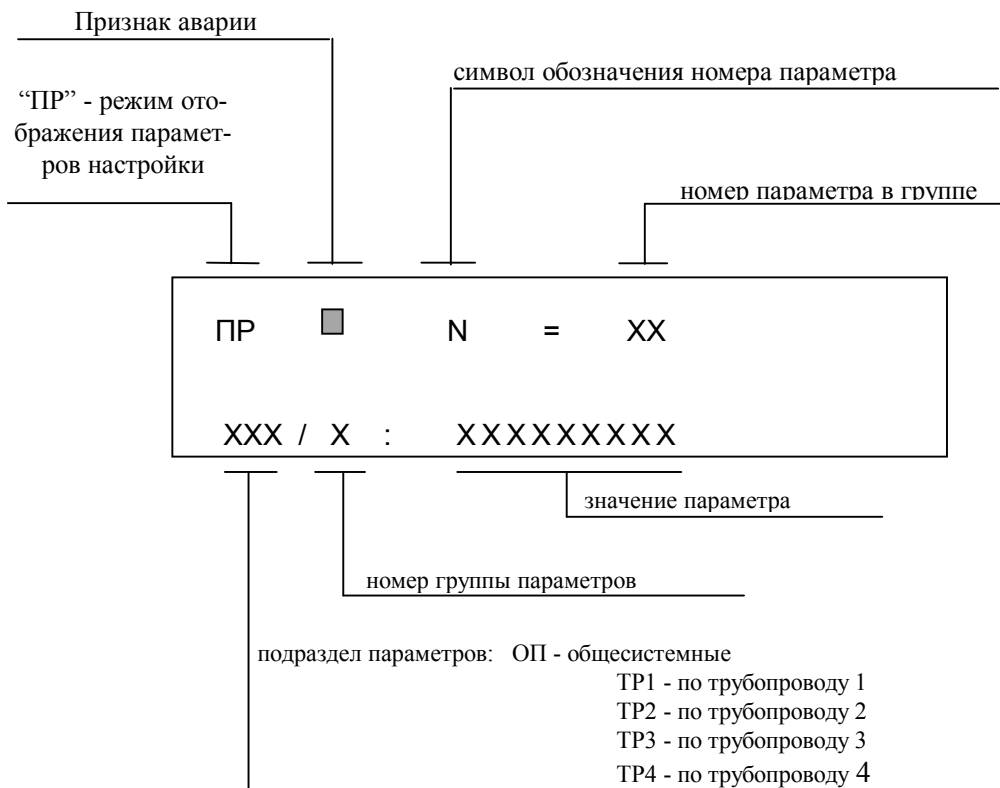 Признак аварии
символ обозначения номера параметра
“ПР” - режим ото-
бражения парамет-
ров настройки
номер параметра в группе
ПР N = XX
XXX / X : XXXXXXXXX
значение параметра
номер группы параметров
подраздел параметров: ОП - общесистемные
ТР1 - по трубопроводу 1
ТР2 - по трубопроводу 2
ТР3 - по трубопроводу 3
ТР4 - по трубопроводу 4